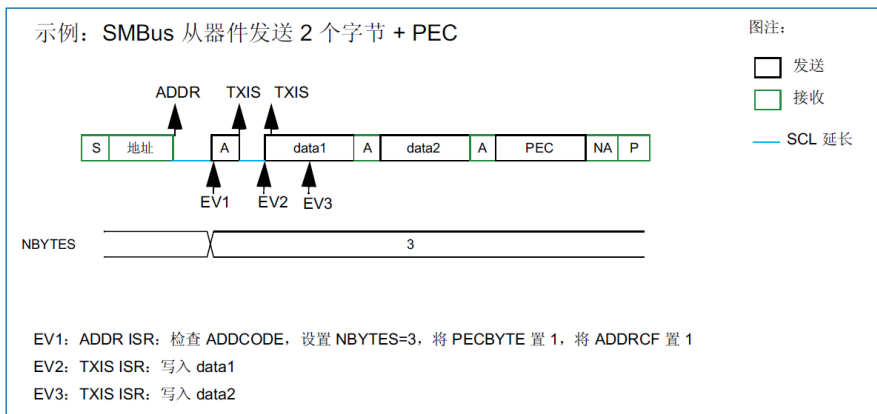 示例：SMBus 从器件发送 2 个字节 + PEC
图注：
发送
接收
SCL 延长
ADDR TXIS TXIS
S 地址 A data1 A data2 A PEC NA P
EV1 EV2 EV3
NBYTES 3
EV1：ADDR ISR：检查 ADDCODE，设置 NBYTES=3，将 PECBYTE 置 1，将 ADDRCF 置 1
EV2：TXIS ISR：写入 data1
EV3：TXIS ISR：写入 data2